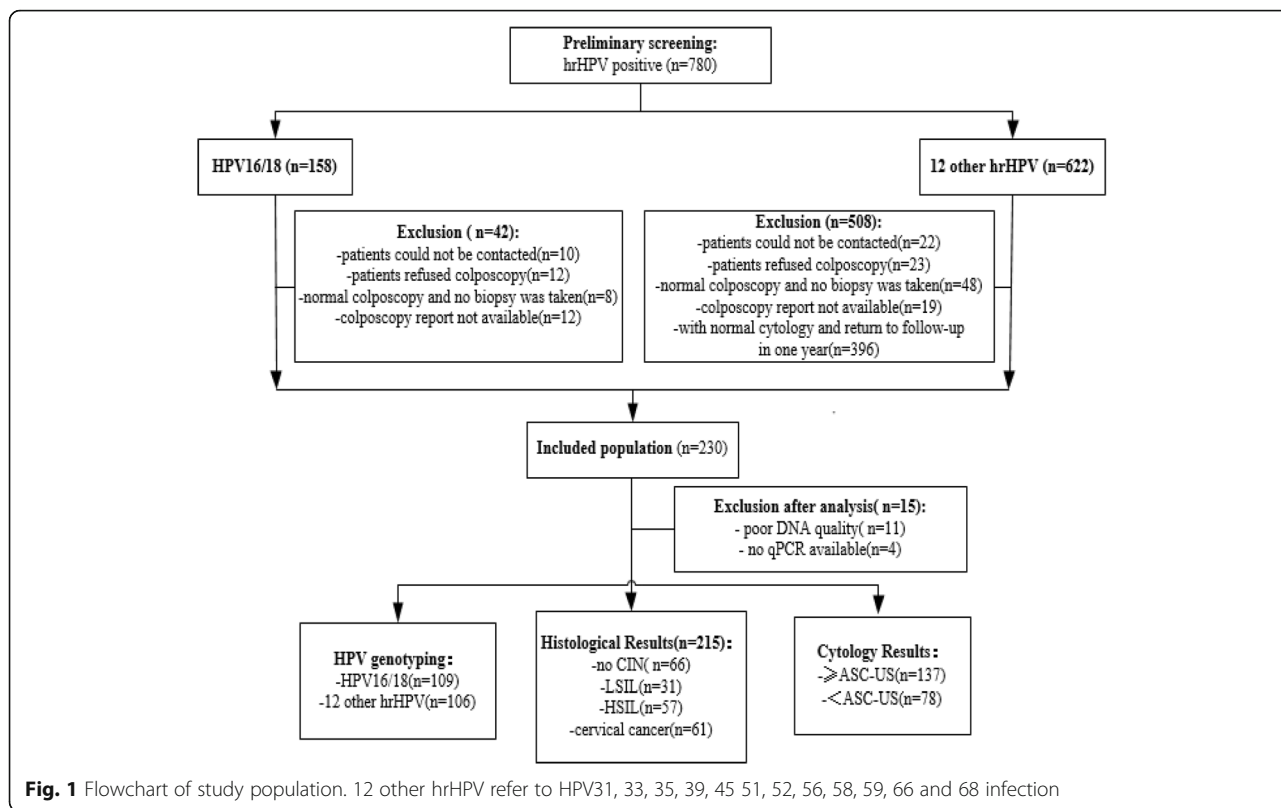 Preliminary screening:
hrHPV positive (n=780)
HPV16/18 (n=158)
12 other hrHPV (n=622)
Exclusion ( n=42):
-patients could not be contacted(n=10)
-patients refused colposcopy(n=12)
-normal colposcopy and no biopsy was taken(n=8)
-colposcopy report not available(n=12)
Exclusion (n=508):
-patients could not be contacted(n=22)
-patients refused colposcopy(n=23)
-normal colposcopy and no biopsy was taken(n=48)
-colposcopy report not available(n=19)
-with normal cytology and return to follow-up
in one year(n=396)
Included population (n=230)
Exclusion after analysis( n=15):
- poor DNA quality( n=11)
- no qPCR available(n=4)
HPV genotyping：
-HPV16/18(n=109)
-12 other hrHPV(n=106)
Histological Results(n=215)：
-no CIN( n=66)
-LSIL(n=31)
-HSIL(n=57)
-cervical cancer(n=61)
Cytology Results：
-⩾ASC-US(n=137)
-＜ASC-US(n=78)
Fig. 1 Flowchart of study population. 12 other hrHPV refer to HPV31, 33, 35, 39, 45 51, 52, 56, 58, 59, 66 and 68 infection